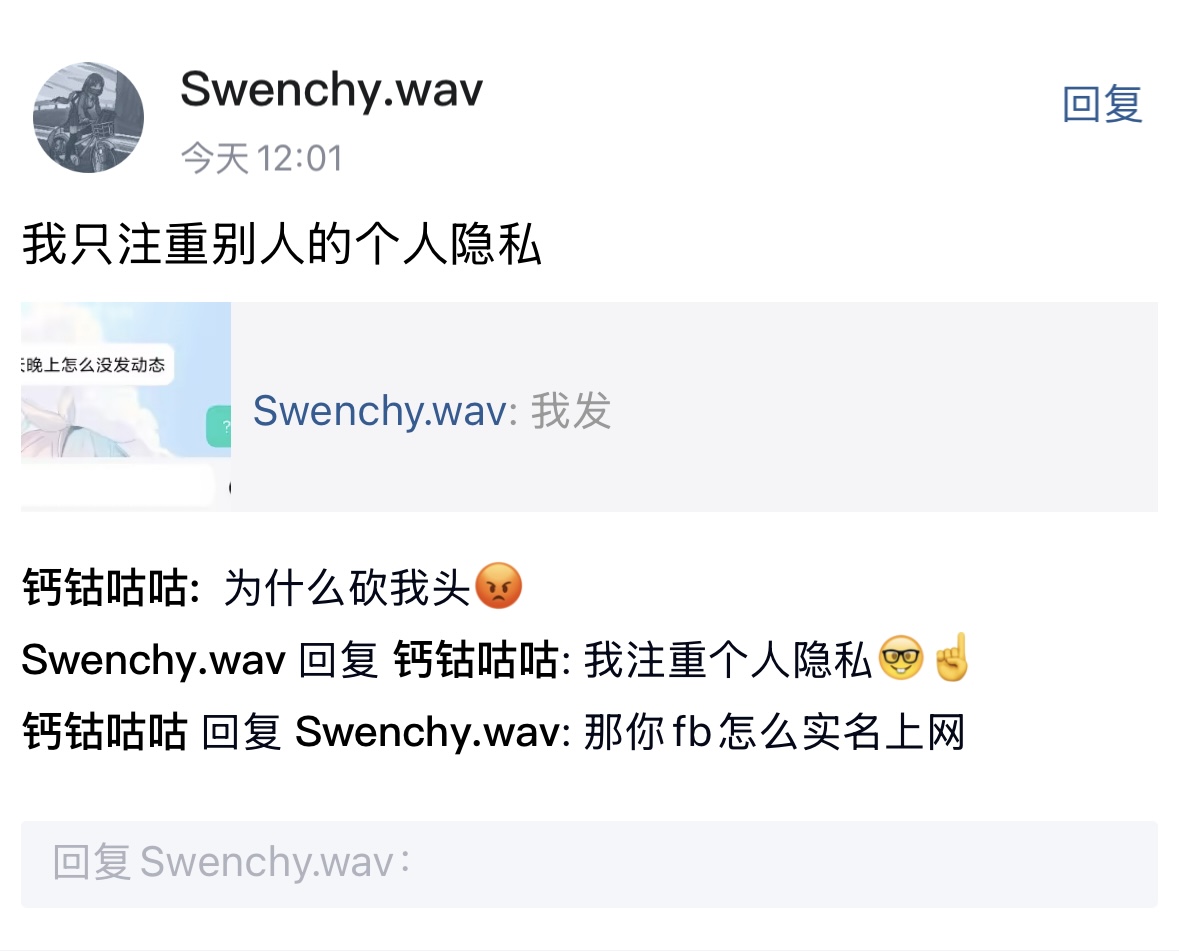 Swenchy.wav
回复
今天 12:01
我只注重别人的个人隐私
晚上怎么没发动态
?
Swenchy.wav: 我发
钙钴咕咕: 为什么砍我头😡
Swenchy.wav 回复 钙钴咕咕: 我注重个人隐私🤓☝️
钙钴咕咕 回复 Swenchy.wav: 那你fb怎么实名上网
回复 Swenchy.wav: